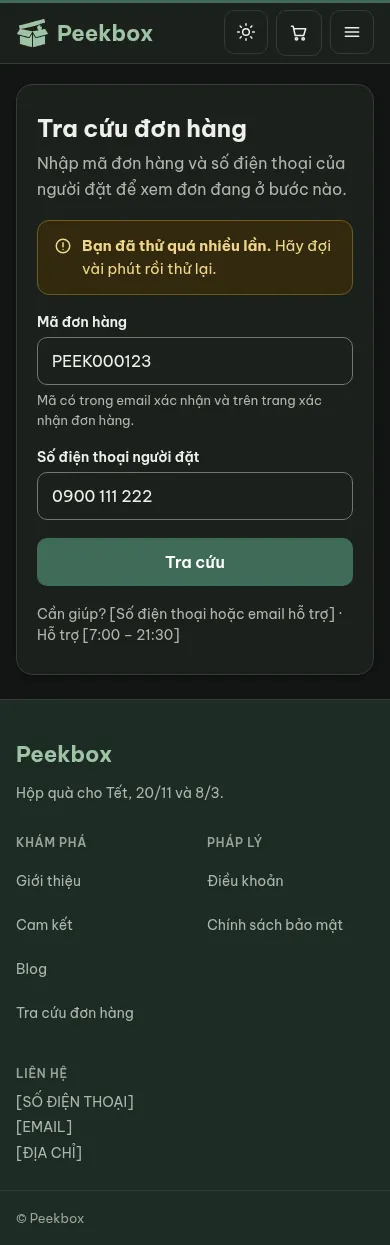 Peekbox
Tra cứu đơn hàng
Nhập mã đơn hàng và số điện thoại của
người đặt để xem đơn đang ở bước nào.
Bạn đã thử quá nhiều lần. Hãy đợi
vài phút rồi thử lại.
Mã đơn hàng
PEEK000123
Mã có trong email xác nhận và trên trang xác
nhận đơn hàng.
Số điện thoại người đặt
0900 111 222
Tra cứu
Cần giúp? [Số điện thoại hoặc email hỗ trợ] ·
Hỗ trợ [7:00 – 21:30]
Peekbox
Hộp quà cho Tết, 20/11 và 8/3.
KHÁM PHÁ
Giới thiệu
Cam kết
Blog
Tra cứu đơn hàng
PHÁP LÝ
Điều khoản
Chính sách bảo mật
LIÊN HỆ
[SỐ ĐIỆN THOẠI]
[EMAIL]
[ĐỊA CHỈ]
© Peekbox